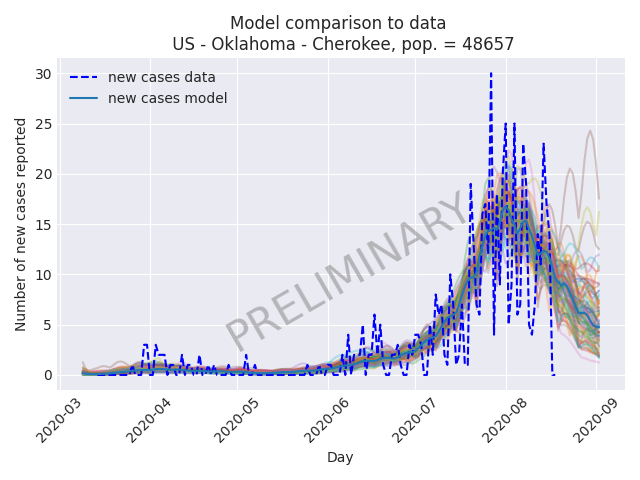 Model comparison to data
US - Oklahoma - Cherokee, pop. = 48657
new cases data
new cases model
PRELIMINARY
Number of new cases reported
30
25
20
15
10
5
0
2020-03
2020-04
2020-05
2020-06
2020-07
2020-08
2020-09
Day